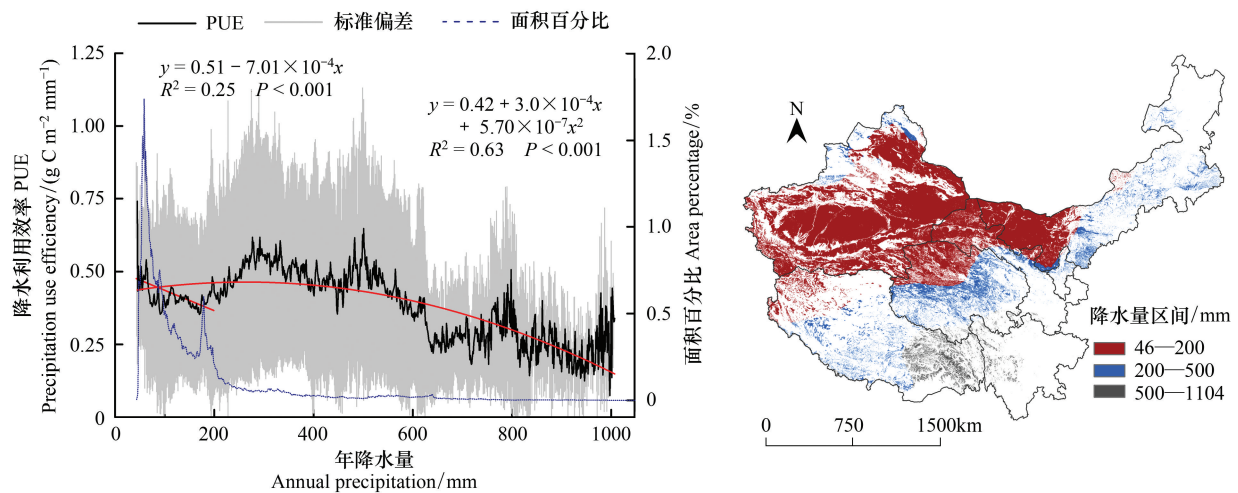 PUE
标准偏差
面积百分比
y = 0.51 − 7.01×10⁻⁴x
R² = 0.25 P < 0.001
y = 0.42 + 3.0×10⁻⁴x
+ 5.70×10⁻⁷x²
R² = 0.63 P < 0.001
降水利用效率 PUE
Precipitation use efficiency/(g C m⁻² mm⁻¹)
1.25
1.00
0.75
0.50
0.25
0
2.0
1.5
1.0
0.5
0
面积百分比 Area percentage/%
0
200
400
600
800
1000
年降水量
Annual precipitation/mm
N
降水量区间/mm
46—200
200—500
500—1104
0
750
1500km